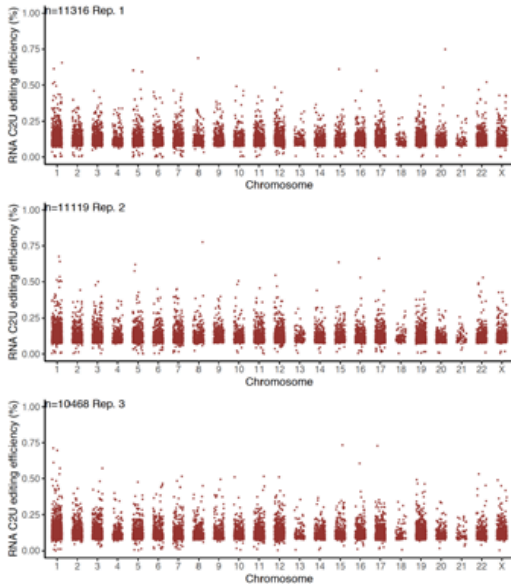 n=11316 Rep. 1
RNA C2U editing efficiency (%)
1.00
0.75
0.50
0.25
0.00
1 2 3 4 5 6 7 8 9 10 11 12 13 14 15 16 17 18 19 20 21 22 X
Chromosome
n=11119 Rep. 2
RNA C2U editing efficiency (%)
1.00
0.75
0.50
0.25
0.00
1 2 3 4 5 6 7 8 9 10 11 12 13 14 15 16 17 18 19 20 21 22 X
Chromosome
n=10468 Rep. 3
RNA C2U editing efficiency (%)
1.00
0.75
0.50
0.25
0.00
1 2 3 4 5 6 7 8 9 10 11 12 13 14 15 16 17 18 19 20 21 22 X
Chromosome